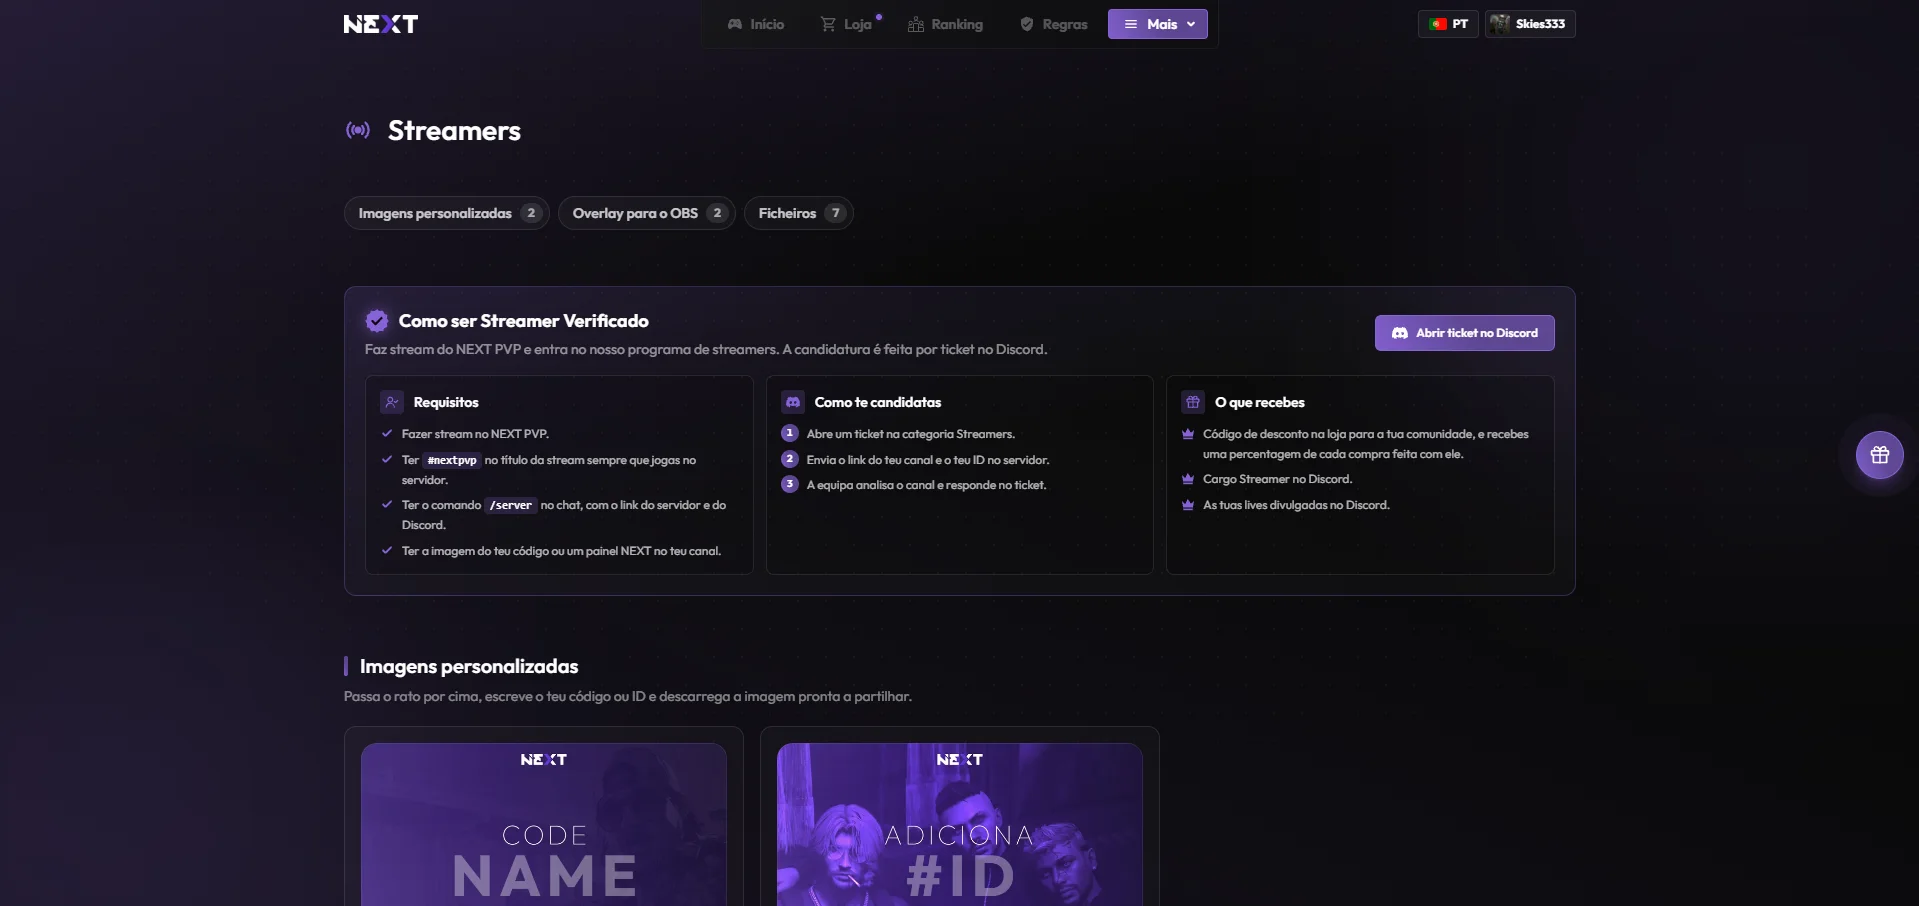 NEXT
Início
Loja
Ranking
Regras
Mais
PT
Skies333
Streamers
Imagens personalizadas 2
Overlay para o OBS 2
Ficheiros 7
Como ser Streamer Verificado
Faz stream do NEXT PVP e entra no nosso programa de streamers. A candidatura é feita por ticket no Discord.
Abrir ticket no Discord
Requisitos
Fazer stream no NEXT PVP.
Ter #nextpvp no título da stream sempre que jogas no
servidor.
Ter o comando /server no chat, com o link do servidor e do
Discord.
Ter a imagem do teu código ou um painel NEXT no teu canal.
Como te candidatas
1 Abre um ticket na categoria Streamers.
2 Envia o link do teu canal e o teu ID no servidor.
3 A equipa analisa o canal e responde no ticket.
O que recebes
Código de desconto na loja para a tua comunidade, e recebes
uma percentagem de cada compra feita com ele.
Cargo Streamer no Discord.
As tuas lives divulgadas no Discord.
Imagens personalizadas
Passa o rato por cima, escreve o teu código ou ID e descarrega a imagem pronta a partilhar.
NEXT
CODE
NAME
NEXT
ADICIONA
#ID